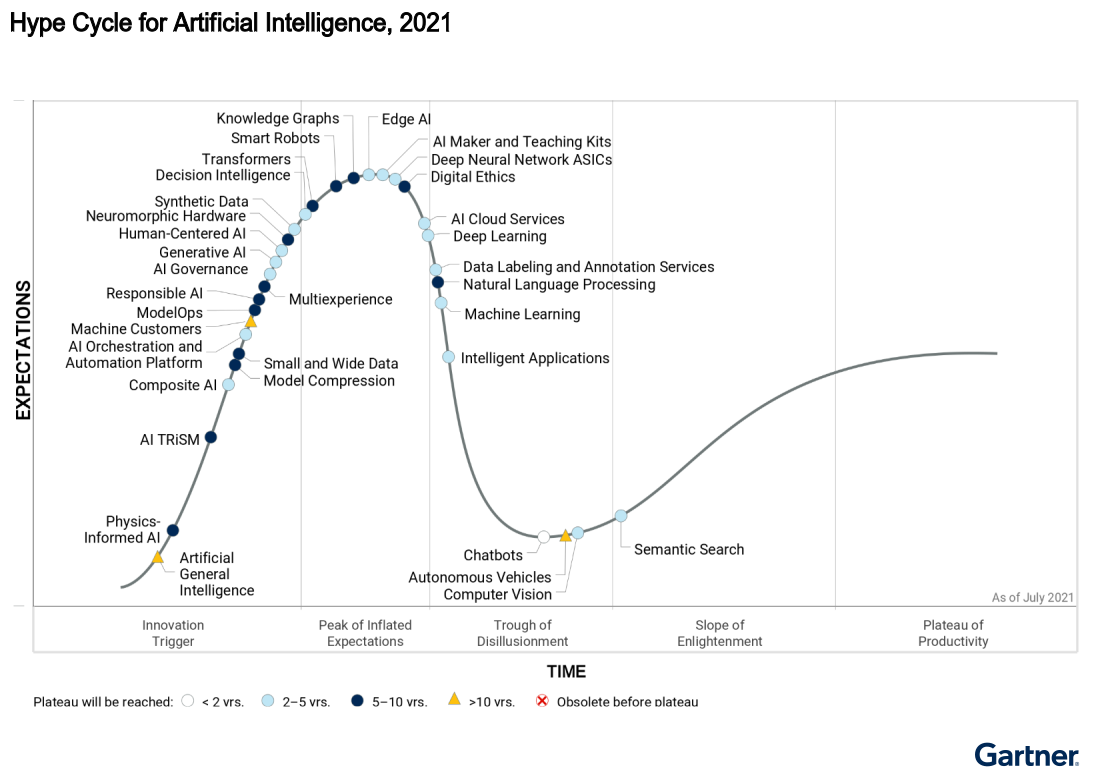 Hype Cycle for Artificial Intelligence, 2021
Knowledge Graphs
Edge AI
Smart Robots
AI Maker and Teaching Kits
Transformers
Deep Neural Network ASICs
Decision Intelligence
Digital Ethics
Synthetic Data
Neuromorphic Hardware
AI Cloud Services
Human-Centered AI
Deep Learning
Generative AI
AI Governance
Data Labeling and Annotation Services
Natural Language Processing
Responsible AI
Multiexperience
ModelOps
Machine Learning
Machine Customers
AI Orchestration and
Automation Platform
Small and Wide Data
Intelligent Applications
Composite AI
Model Compression
AI TRiSM
Physics-
Informed AI
Artificial
General
Intelligence
Chatbots
Semantic Search
Autonomous Vehicles
Computer Vision
EXPECTATIONS
As of July 2021
Innovation
Trigger
Peak of Inflated
Expectations
Trough of
Disillusionment
Slope of
Enlightenment
Plateau of
Productivity
TIME
Plateau will be reached: < 2 yrs. 2–5 yrs. 5–10 yrs. >10 yrs. Obsolete before plateau
Gartner